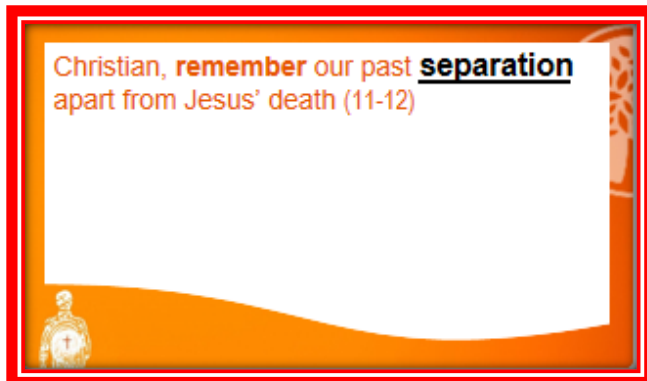 Christian, remember our past separation
apart from Jesus’ death (11-12)